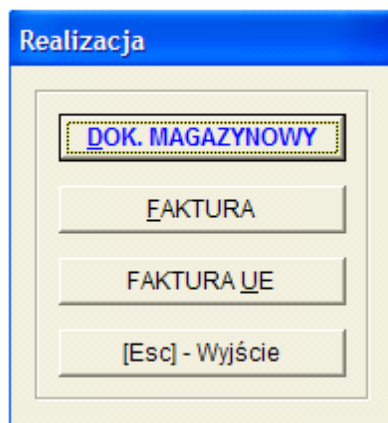 Realizacja
DOK. MAGAZYNOWY
FAKTURA
FAKTURA UE
[Esc] - Wyjście